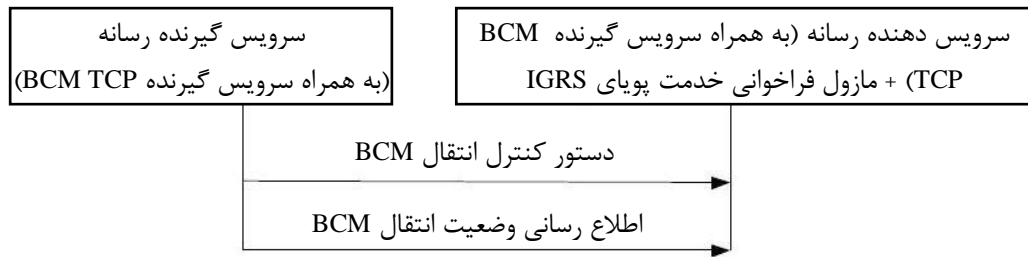 سرویس دهنده رسانه (به همراه سرویس گیرنده BCM
TCP) + مازول فراخوانی خدمت پویای IGRS
سرویس گیرنده رسانه
(به همراه سرویس گیرنده BCM TCP)
دستور کنترل انتقال BCM
اطلاع رسانی وضعیت انتقال BCM